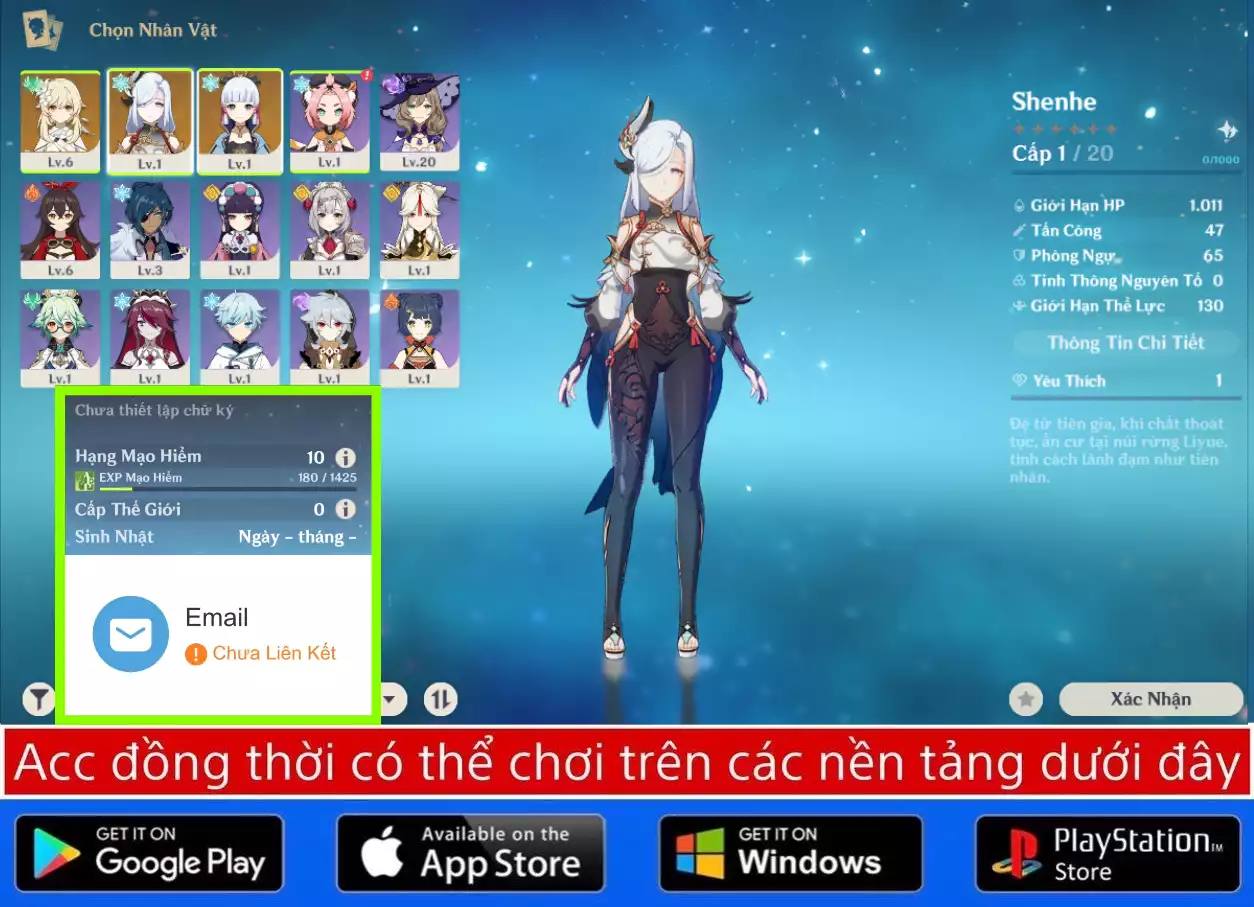 Chọn Nhân Vật
Lv.6
Lv.1
Lv.1
Lv.1
Lv.20
Lv.6
Lv.3
Lv.1
Lv.1
Lv.1
Lv.1
Lv.1
Lv.1
Lv.1
Lv.1
Chưa thiết lập chữ ký
Hạng Mạo Hiểm 10
EXP Mạo Hiểm 180 / 1425
Cấp Thế Giới 0
Sinh Nhật Ngày - tháng -
Email
Chưa Liên Kết
Shenhe
Cấp 1 / 20
0/1000
Giới Hạn HP 1.011
Tấn Công 47
Phòng Ngự 65
Tinh Thông Nguyên Tố 0
Giới Hạn Thể Lực 130
Thông Tin Chi Tiết
Yêu Thích 1
Đệ tử tiên gia, khí chất thoát
tục, ẩn cư tại núi rừng Liyue,
tính cách lãnh đạm như tiên
nhân.
Xác Nhận
Acc đồng thời có thể chơi trên các nền tảng dưới đây
GET IT ON
Google Play
Available on the
App Store
GET IT ON
Windows
PlayStation TM
Store